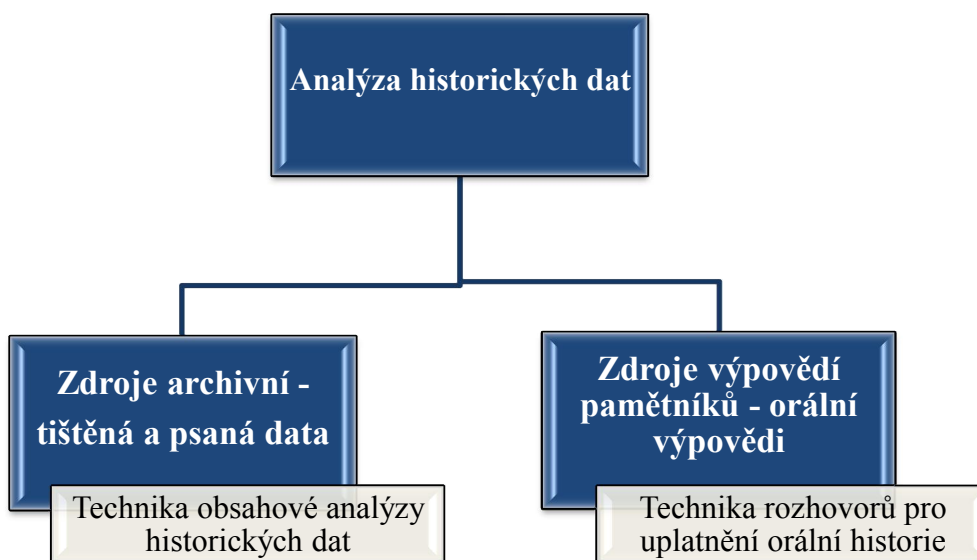 Analýza historických dat
Zdroje archivní -
tištěná a psaná data
Technika obsahové analýzy
historických dat
Zdroje výpovědí
pamětníků - orální
výpovědi
Technika rozhovorů pro
uplatnění orální historie